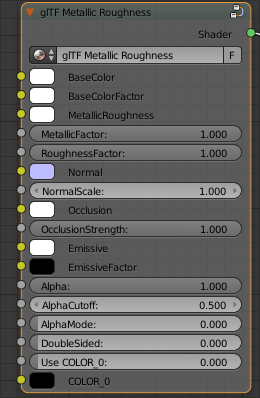 glTF Metallic Roughness
Shader
glTF Metallic Roughness F
BaseColor
BaseColorFactor
MetallicRoughness
MetallicFactor: 1.000
RoughnessFactor: 1.000
Normal
NormalScale: 1.000
Occlusion
OcclusionStrength: 1.000
Emissive
EmissiveFactor
Alpha: 1.000
AlphaCutoff: 0.500
AlphaMode: 0.000
DoubleSided: 0.000
Use COLOR_0: 0.000
COLOR_0